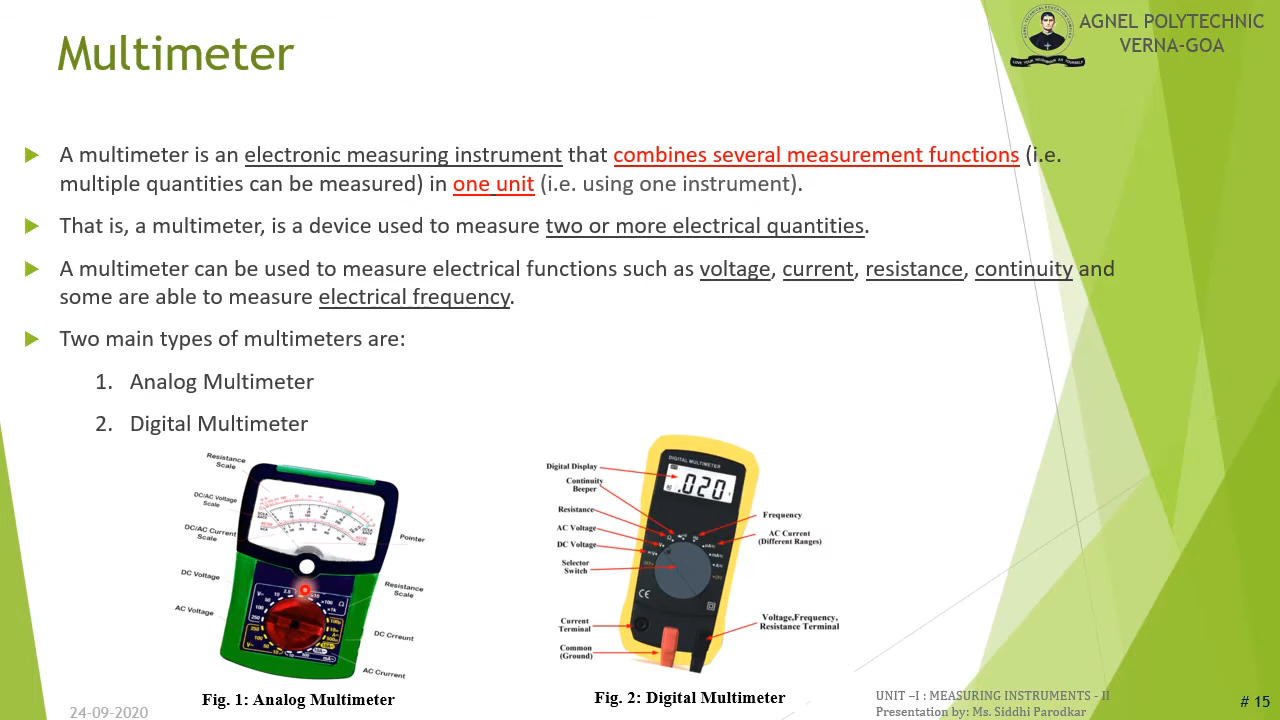 Multimeter
AGNEL POLYTECHNIC
VERNA-GOA
LOVE YOUR NEIGHBOUR AS YOURSELF
A multimeter is an electronic measuring instrument that combines several measurement functions (i.e.
multiple quantities can be measured) in one unit (i.e. using one instrument).
That is, a multimeter, is a device used to measure two or more electrical quantities.
A multimeter can be used to measure electrical functions such as voltage, current, resistance, continuity and
some are able to measure electrical frequency.
Two main types of multimeters are:
1. Analog Multimeter
2. Digital Multimeter
Resistance
Scale
DC/AC Voltage
Scale
DC/AC Current
Scale
DC Voltage
AC Voltage
Pointer
Resistance
Scale
DC Crreunt
AC Crurrent
Fig. 1: Analog Multimeter
DIGITAL MULTIMETER
.020
Digital Display
Continuity
Beeper
Resistance
AC Voltage
DC Voltage
Selector
Switch
Current
Terminal
Common
(Ground)
Frequency
AC Current
(Different Ranges)
Voltage,Frequency,
Resistance Terminal
CE
Fig. 2: Digital Multimeter
24-09-2020
UNIT –I : MEASURING INSTRUMENTS - II
Presentation by: Ms. Siddhi Parodkar
# 15